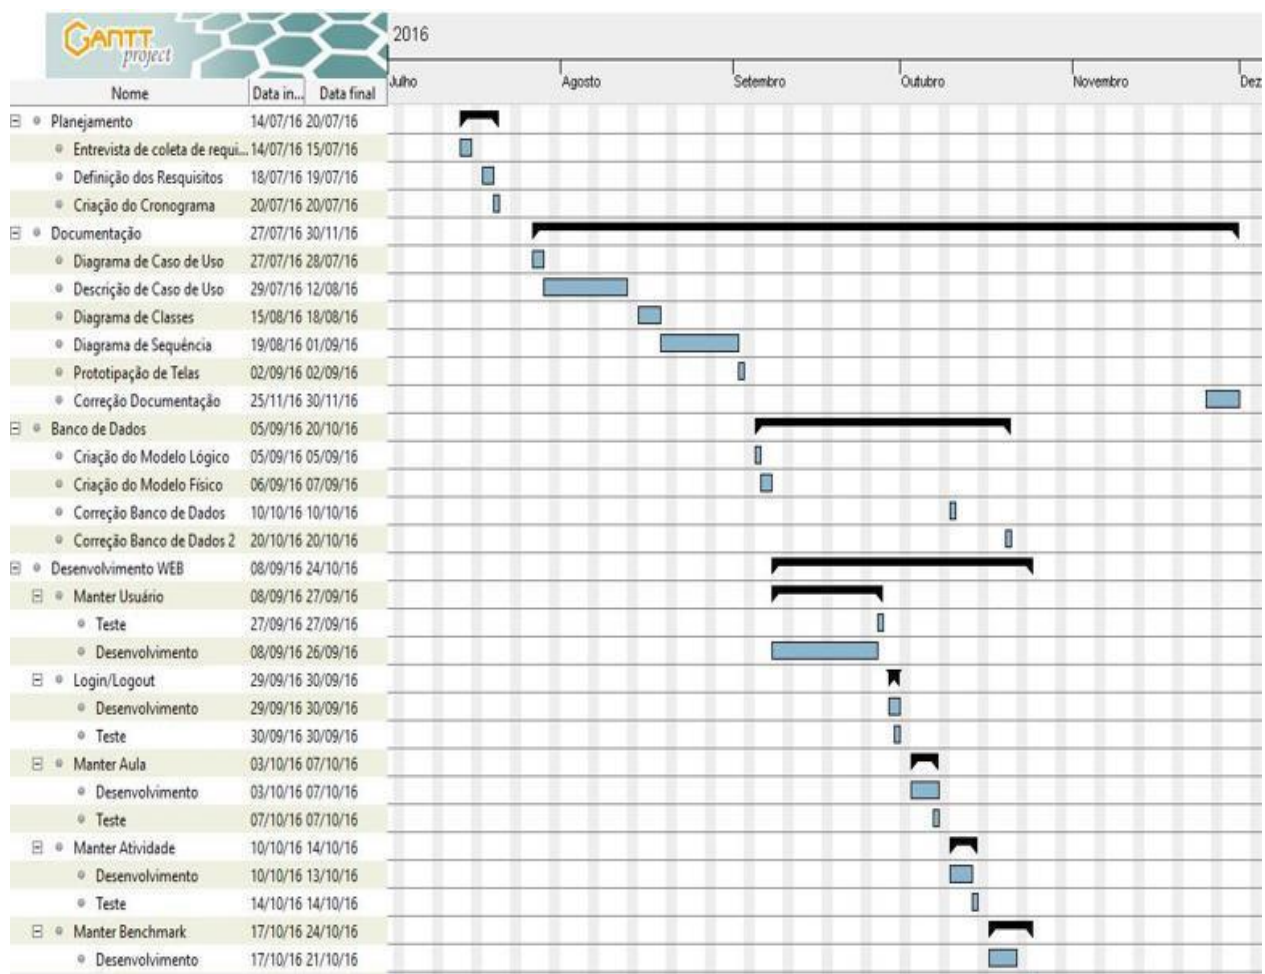 GANTT
project
2016
Julho Agosto Setembro Outubro Novembro Dez
Nome Data in... Data final
Planejamento 14/07/16 20/07/16
Entrevista de coleta de requi... 14/07/16 15/07/16
Definição dos Resquisitos 18/07/16 19/07/16
Criação do Cronograma 20/07/16 20/07/16
Documentação 27/07/16 30/11/16
Diagrama de Caso de Uso 27/07/16 28/07/16
Descrição de Caso de Uso 29/07/16 12/08/16
Diagrama de Classes 15/08/16 18/08/16
Diagrama de Sequência 19/08/16 01/09/16
Prototipação de Telas 02/09/16 02/09/16
Correção Documentação 25/11/16 30/11/16
Banco de Dados 05/09/16 20/10/16
Criação do Modelo Lógico 05/09/16 05/09/16
Criação do Modelo Físico 06/09/16 07/09/16
Correção Banco de Dados 10/10/16 10/10/16
Correção Banco de Dados 2 20/10/16 20/10/16
Desenvolvimento WEB 08/09/16 24/10/16
Manter Usuário 08/09/16 27/09/16
Teste 27/09/16 27/09/16
Desenvolvimento 08/09/16 26/09/16
Login/Logout 29/09/16 30/09/16
Desenvolvimento 29/09/16 30/09/16
Teste 30/09/16 30/09/16
Manter Aula 03/10/16 07/10/16
Desenvolvimento 03/10/16 07/10/16
Teste 07/10/16 07/10/16
Manter Atividade 10/10/16 14/10/16
Desenvolvimento 10/10/16 13/10/16
Teste 14/10/16 14/10/16
Manter Benchmark 17/10/16 24/10/16
Desenvolvimento 17/10/16 21/10/16